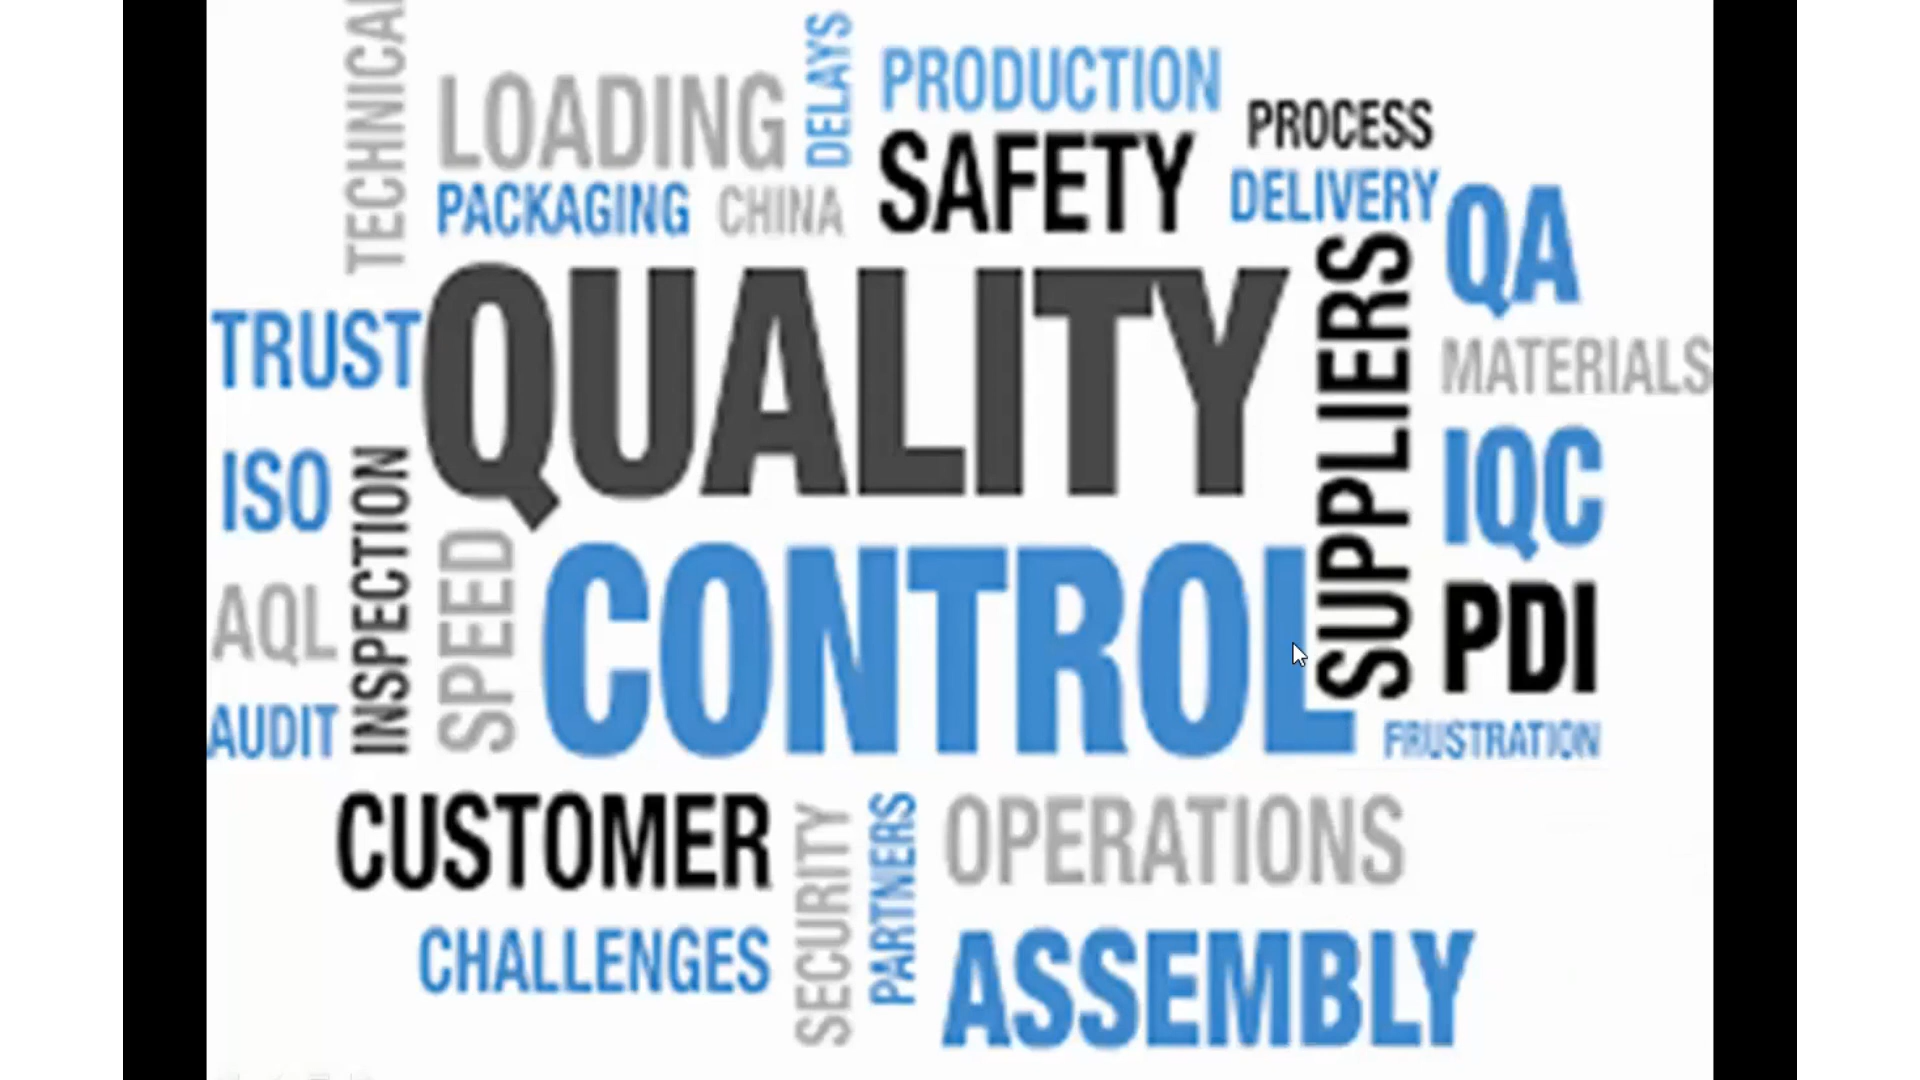 TECHNICAL
LOADING
DELAYS
PRODUCTION
PROCESS
PACKAGING
CHINA
SAFETY
DELIVERY
QA
TRUST
QUALITY
SUPPLIERS
MATERIALS
ISO
INSPECTION
IQC
AQL
SPEED
CONTROL
PDI
AUDIT
FRUSTRATION
CUSTOMER
SECURITY
PARTNERS
OPERATIONS
CHALLENGES
ASSEMBLY